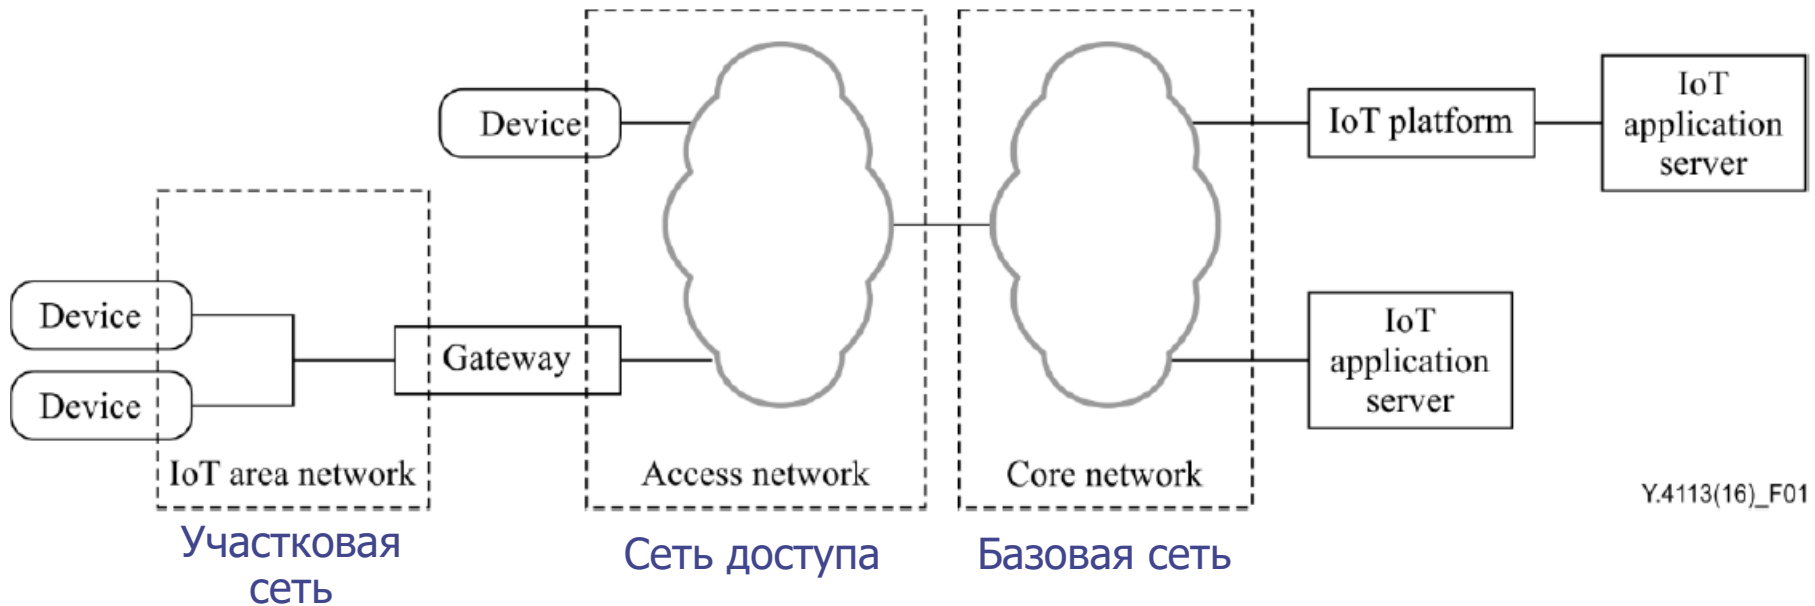 Device
IoT platform
IoT
application
server
Device
Device
Gateway
IoT
application
server
IoT area network
Access network
Core network
Y.4113(16)_F01
Участковая
сеть
Сеть доступа
Базовая сеть